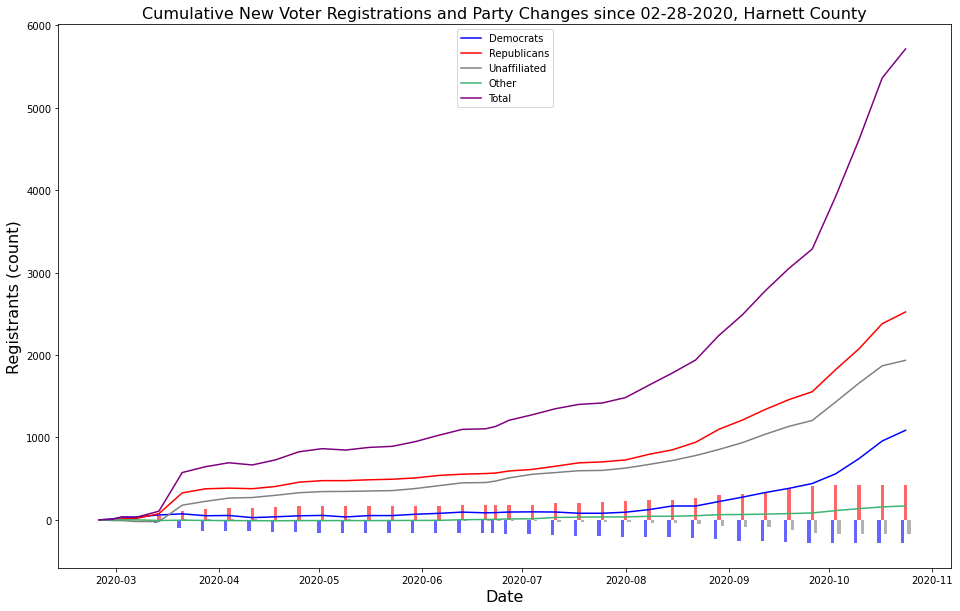 Cumulative New Voter Registrations and Party Changes since 02-28-2020, Harnett County
Democrats
Republicans
Unaffiliated
Other
Total
Registrants (count)
6000
5000
4000
3000
2000
1000
0
2020-03 2020-04 2020-05 2020-06 2020-07 2020-08 2020-09 2020-10 2020-11
Date